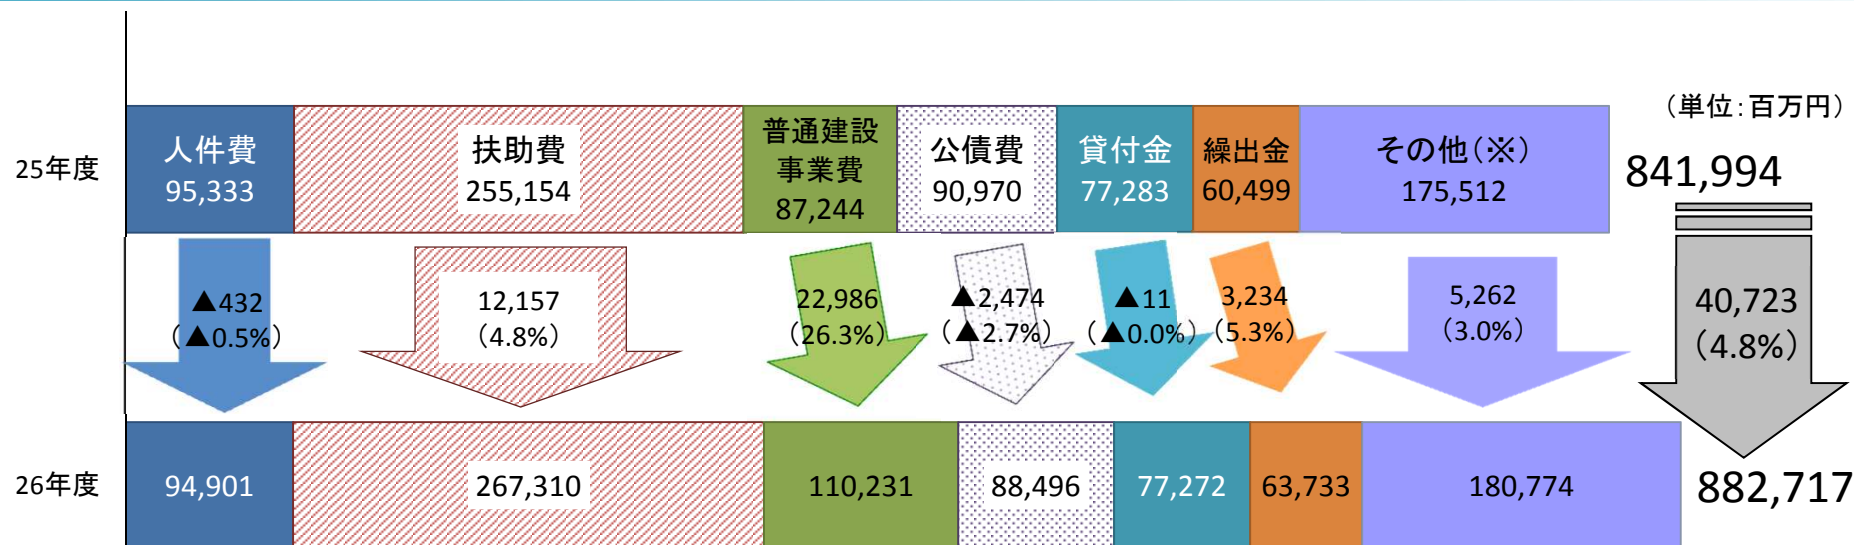 （単位：百万円）
25年度
人件費
95,333
扶助費
255,154
普通建設
事業費
87,244
公債費
90,970
貸付金
77,283
繰出金
60,499
その他（※）
175,512
841,994
▲432
（▲0.5%）
12,157
（4.8%）
22,986
（26.3%）
▲2,474
（▲2.7%）
▲11
（▲0.0%）
3,234
（5.3%）
5,262
（3.0%）
40,723
（4.8%）
26年度
94,901
267,310
110,231
88,496
77,272
63,733
180,774
882,717